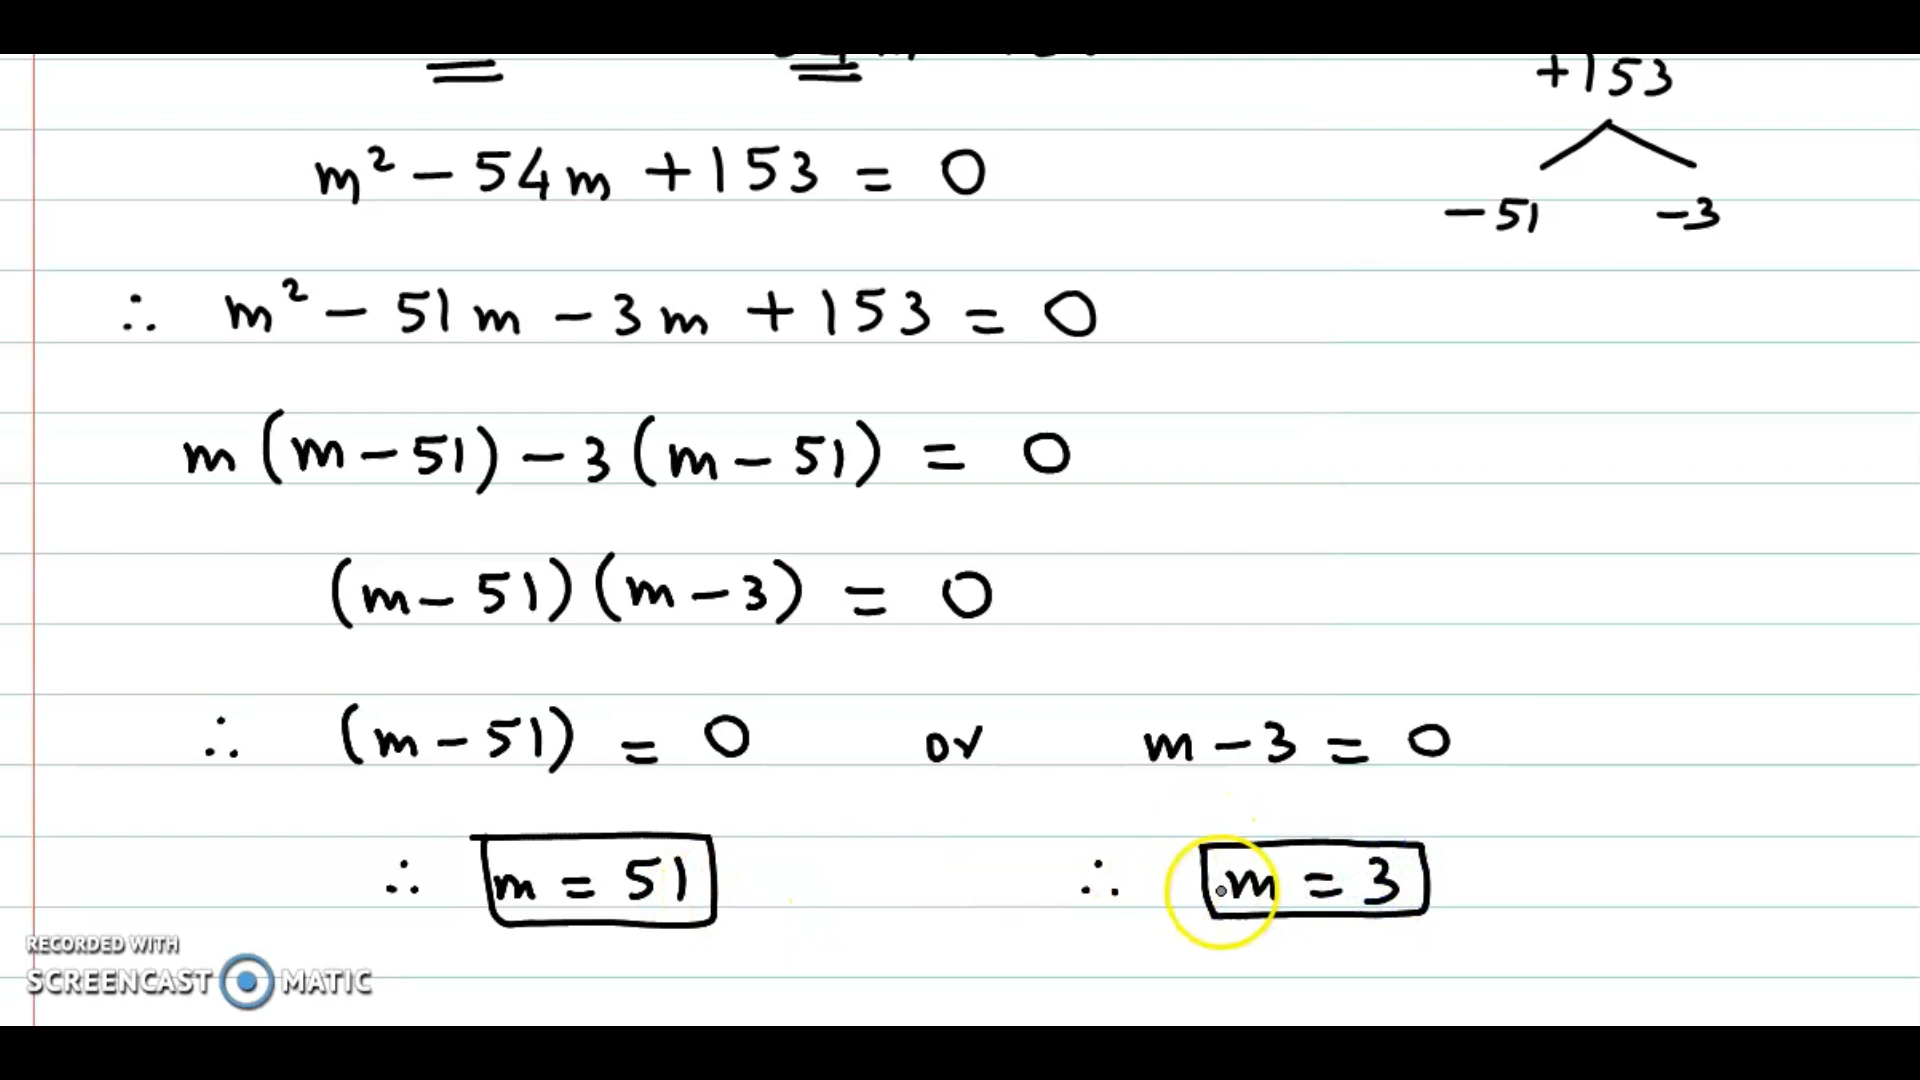 +153
m² - 54m + 153 = 0
-51 -3
∴ m² - 51m - 3m + 153 = 0
m(m - 51) - 3(m - 51) = 0
(m - 51)(m - 3) = 0
∴ (m - 51) = 0 or m - 3 = 0
∴ m = 51 ∴ m = 3
RECORDED WITH
SCREENCAST MATIC